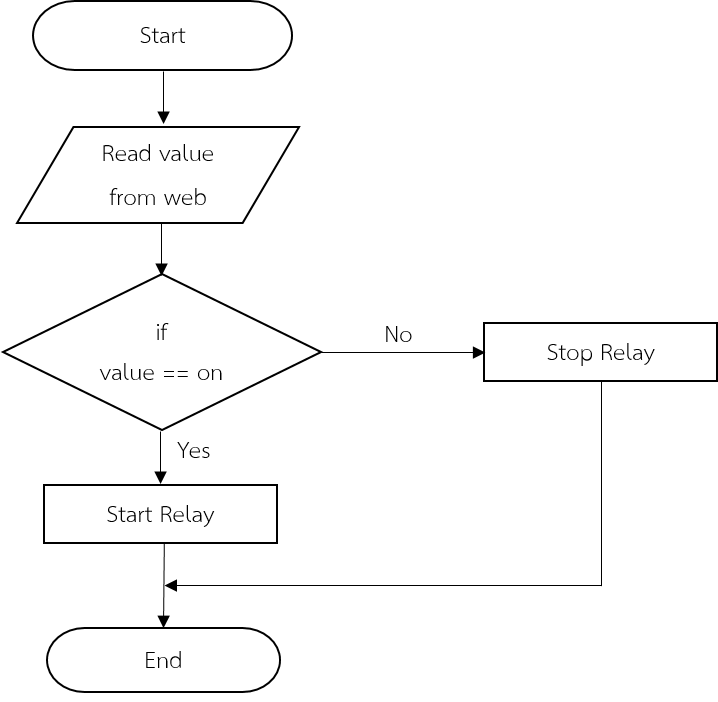 Start
Read value
from web
if
value == on
No
Stop Relay
Yes
Start Relay
End